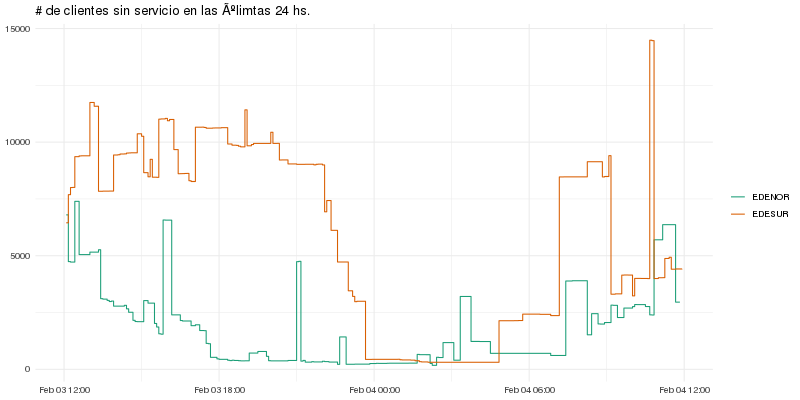 # de clientes sin servicio en las Ãºlimtas 24 hs.
15000
10000
5000
0
Feb 03 12:00
Feb 03 18:00
Feb 04 00:00
Feb 04 06:00
Feb 04 12:00
EDENOR
EDESUR